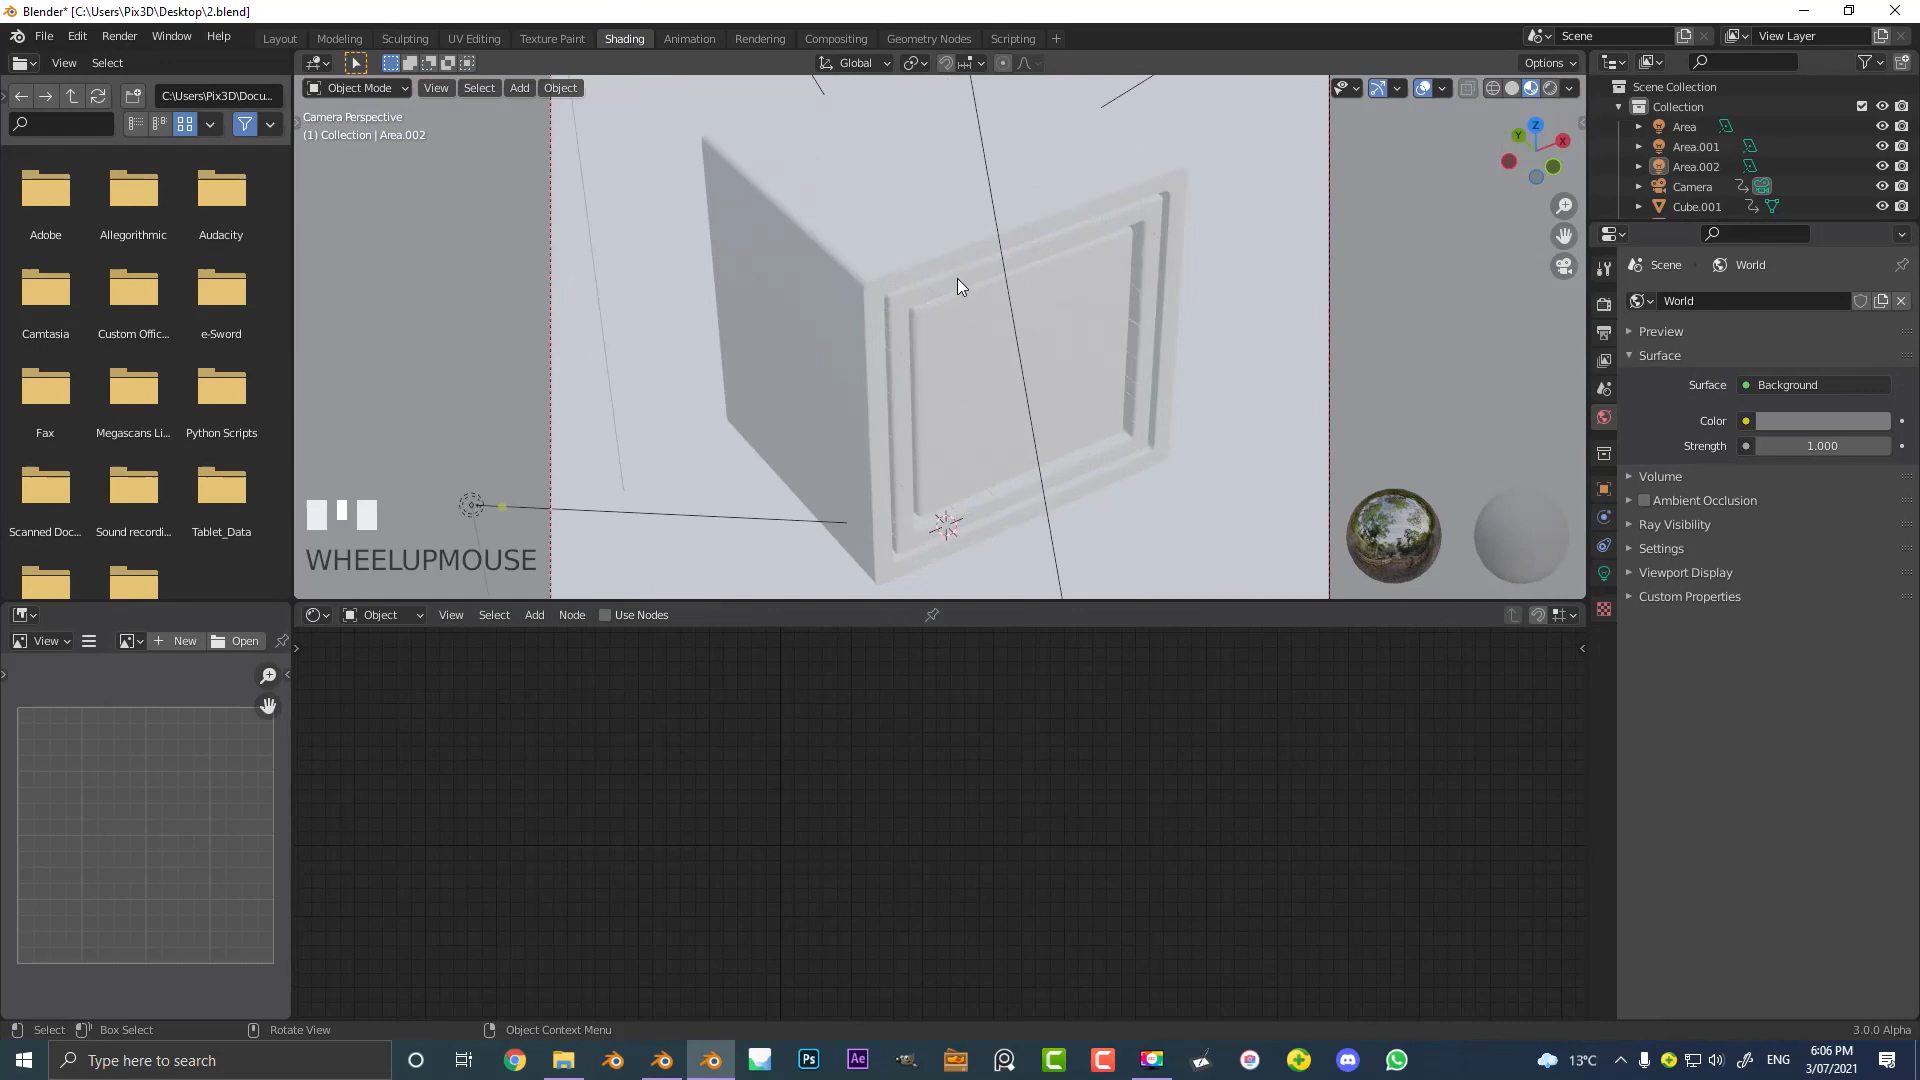 Blender* [C:\Users\Pix3D\Desktop\2.blend]
File Edit Render Window Help
Layout Modeling Sculpting UV Editing Texture Paint Shading Animation Rendering Compositing Geometry Nodes Scripting +
Scene
View Layer
View Select
Global
Options
C:\Users\Pix3D\Docu...
Object Mode View Select Add Object
Camera Perspective
(1) Collection | Area.002
Z
Y
X
Scene Collection
Collection
Area
Area.001
Area.002
Camera
Cube.001
Adobe
Allegorithmic
Audacity
Camtasia
Custom Offic...
e-Sword
Fax
Megascans Li...
Python Scripts
Scanned Doc...
Sound recordi...
Tablet_Data
WHEELUPMOUSE
Scene World
World
Preview
Surface
Surface Background
Color
Strength 1.000
Volume
Ambient Occlusion
Ray Visibility
Settings
Viewport Display
Custom Properties
View New Open
Object View Select Add Node Use Nodes
Select Box Select Rotate View Object Context Menu
3.0.0 Alpha
Type here to search
Ps
Ae
13°C
ENG
6:06 PM
3/07/2021